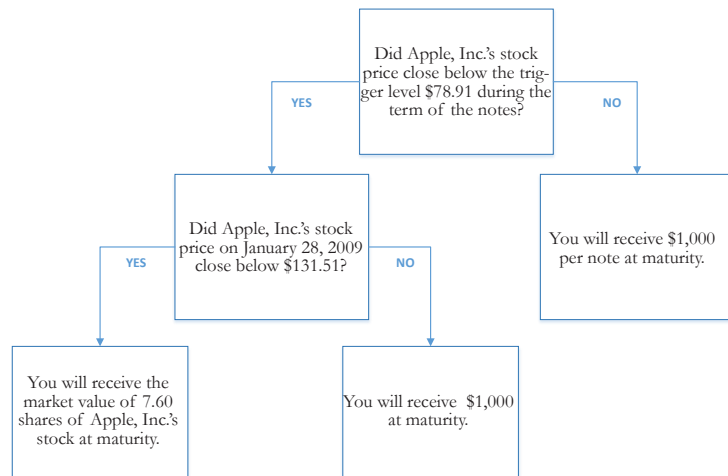 Did Apple, Inc.'s stock
price close below the trig-
ger level $78.91 during the
term of the notes?
YES
NO
Did Apple, Inc.'s stock
price on January 28, 2009
close below $131.51?
You will receive $1,000
per note at maturity.
YES
NO
You will receive the
market value of 7.60
shares of Apple, Inc.'s
stock at maturity.
You will receive $1,000
at maturity.